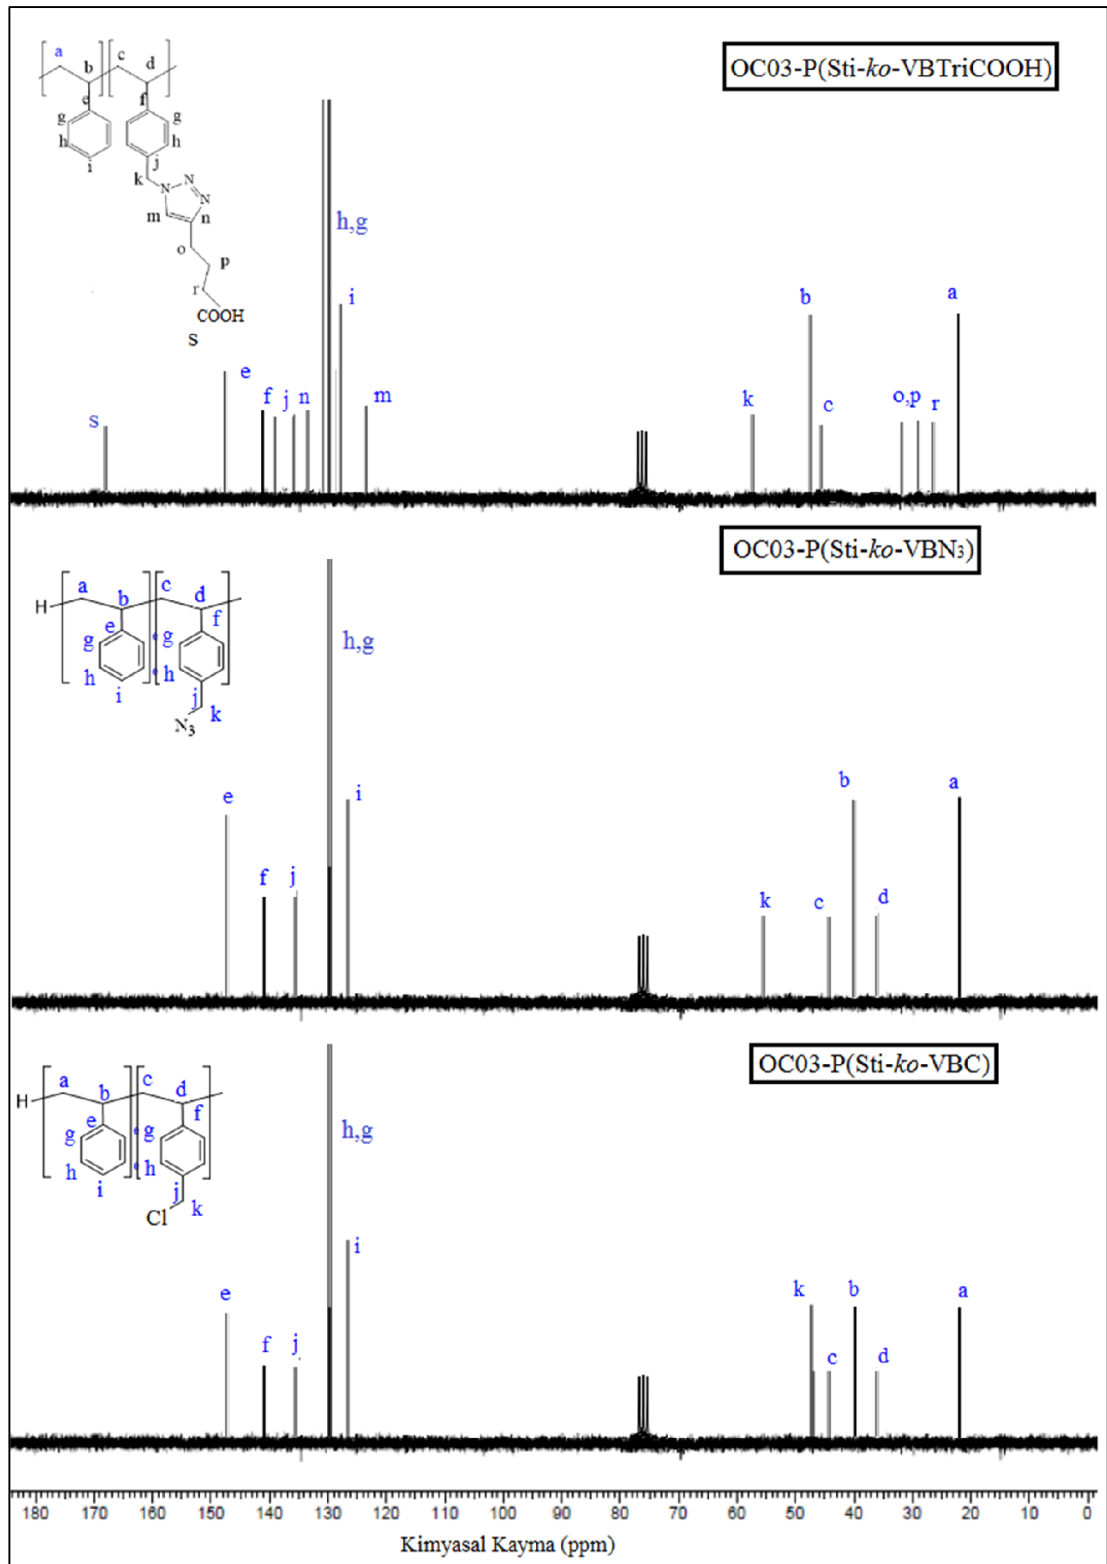 OC03-P(Sti-ko-VBTriCOOH)
a
b
c
d
e
f
g
g
h
h
i
j
k
N
N
N
m
n
o
p
r
COOH
S
h,g
i
e
f
j
n
m
s
k
b
c
o,p
r
a
OC03-P(Sti-ko-VBN3)
H
a
b
c
d
e
f
g
g
h
h
i
j
k
N3
h,g
i
e
f
j
k
c
b
d
a
OC03-P(Sti-ko-VBC)
H
a
b
c
d
e
f
g
g
h
h
i
j
k
Cl
h,g
i
e
f
j
k
b
c
d
a
180 170 160 150 140 130 120 110 100 90 80 70 60 50 40 30 20 10 0
Kimyasal Kayma (ppm)